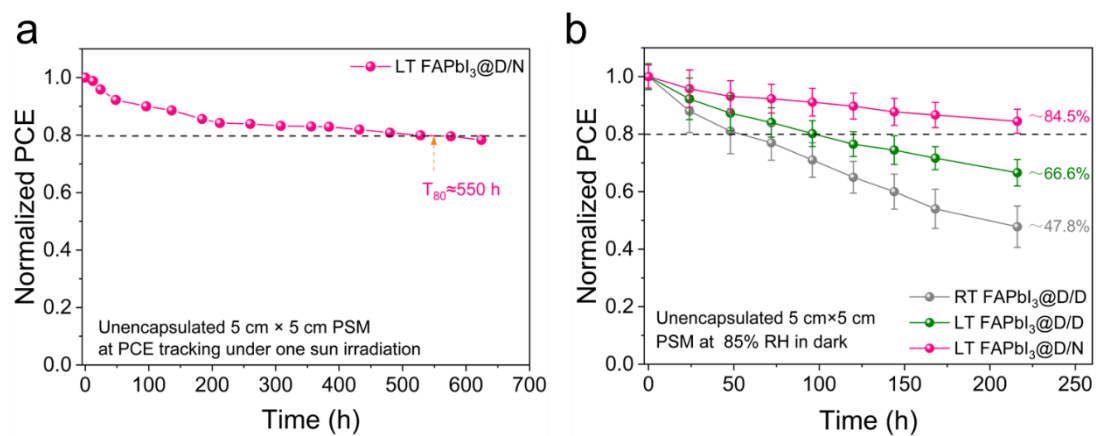 a
Normalized PCE
1.0
0.8
0.6
0.4
0.2
0.0
LT FAPbI₃@D/N
T₈₀≈550 h
Unencapsulated 5 cm × 5 cm PSM
at PCE tracking under one sun irradiation
0 100 200 300 400 500 600 700
Time (h)
b
Normalized PCE
1.0
0.8
0.6
0.4
0.2
0.0
~84.5%
~66.6%
~47.8%
RT FAPbI₃@D/D
LT FAPbI₃@D/D
LT FAPbI₃@D/N
Unencapsulated 5 cm×5 cm
PSM at 85% RH in dark
0 50 100 150 200 250
Time (h)